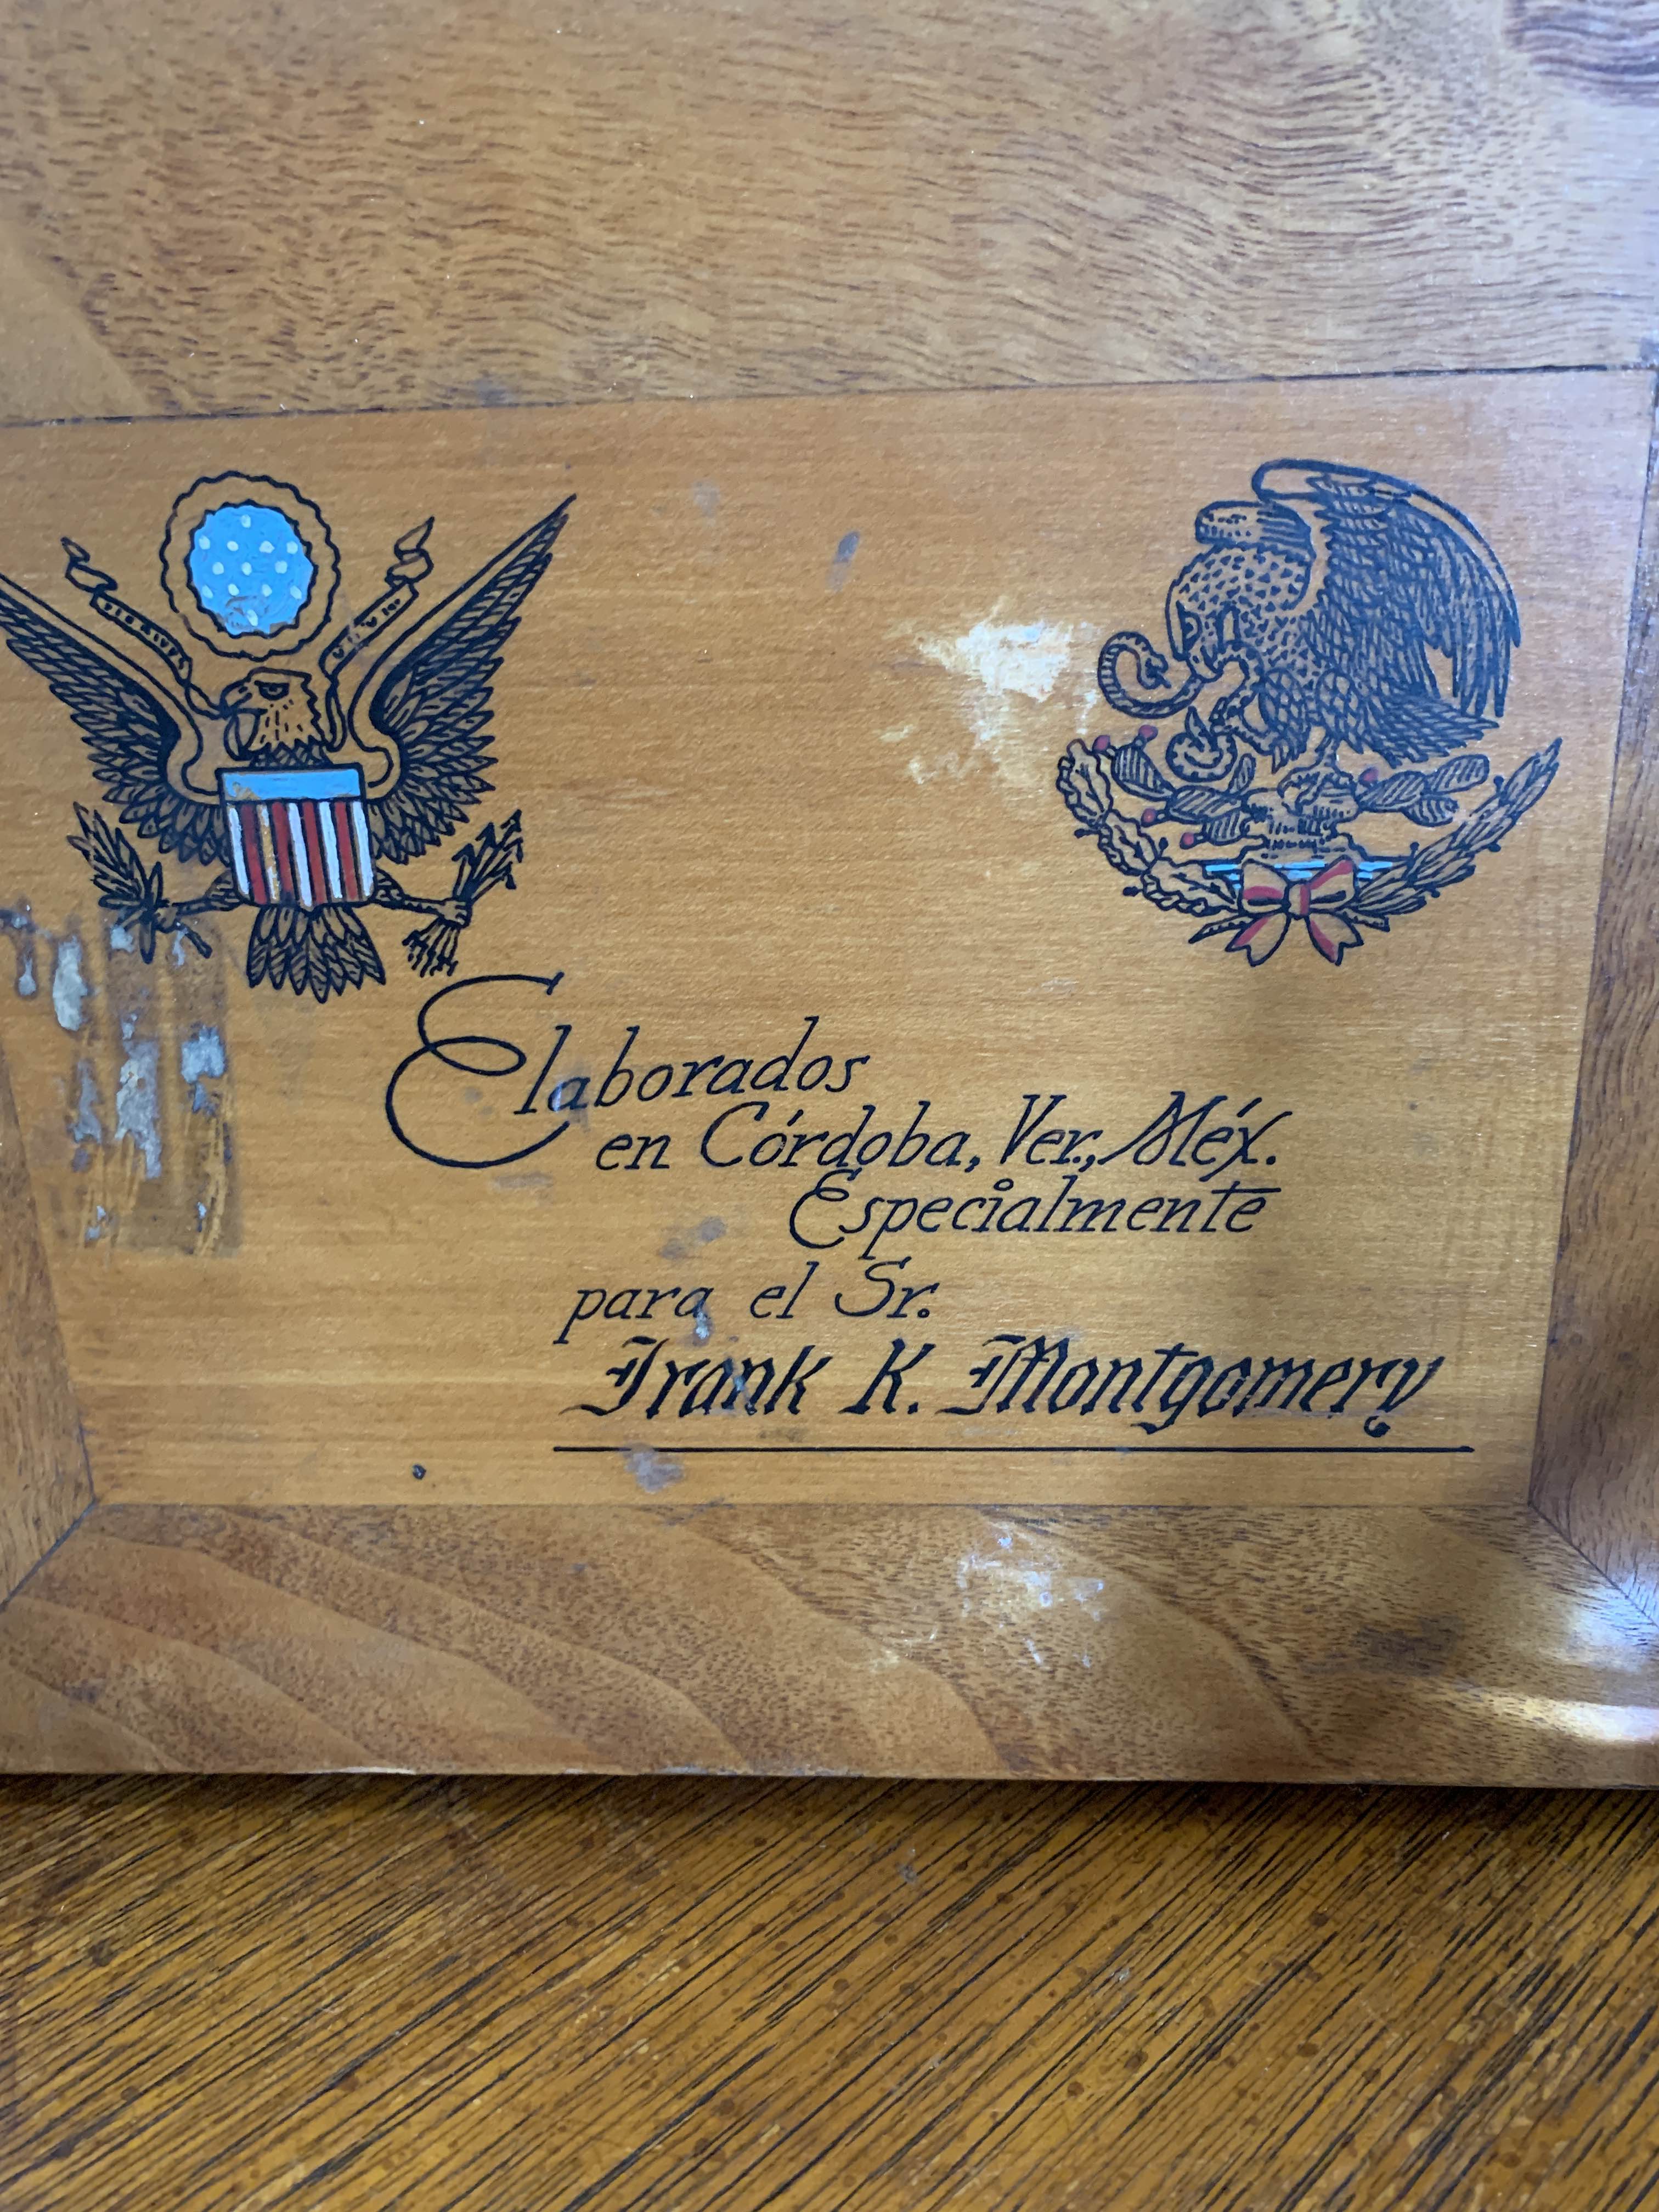 Elaborados
en Córdoba, Ver., Méx.
Especialmente
para el Sr.
Frank K. Montgomery